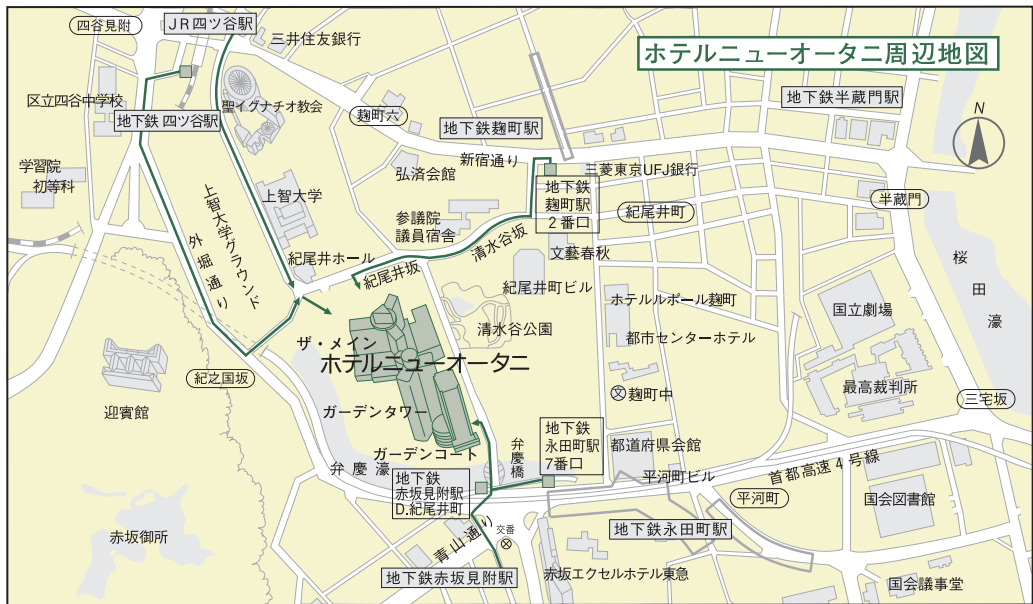 四谷見附
JR四ツ谷駅
三井住友銀行
ホテルニューオータニ周辺地図
区立四谷中学校
地下鉄 四ツ谷駅
聖イグナチオ教会
麹町六
地下鉄麹町駅
地下鉄半蔵門駅
N
新宿通り
三菱東京UFJ銀行
学習院
初等科
上智大学
弘済会館
地下鉄
麹町駅
2番口
紀尾井町
半蔵門
上智大学グラウンド
外堀通り
参議院
議員宿舎
清水谷坂
文藝春秋
紀尾井ホール
紀尾井坂
紀尾井町ビル
ホテルルポール麹町
桜田濠
国立劇場
清水谷公園
都市センターホテル
ザ・メイン
ホテルニューオータニ
迎賓館
紀之国坂
最高裁判所
麹町中
文
三宅坂
ガーデンタワー
ガーデンコート
弁慶濠
弁慶橋
地下鉄
永田町駅
7番口
都道府県会館
首都高速4号線
地下鉄
赤坂見附駅
D.紀尾井町
平河町ビル
平河町
国会図書館
赤坂御所
青山通り
交番
地下鉄永田町駅
地下鉄赤坂見附駅
赤坂エクセルホテル東急
国会議事堂